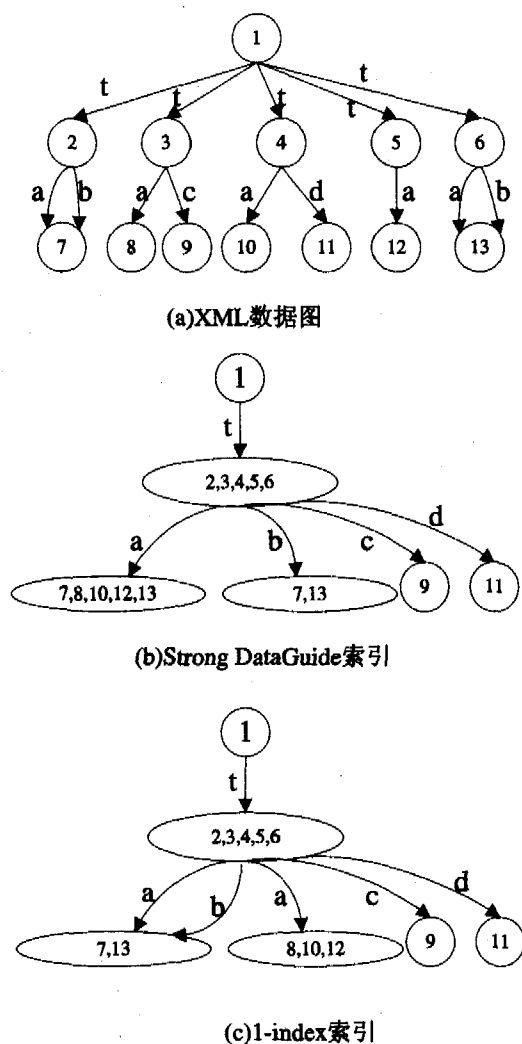 1
t t t t t
2 3 4 5 6
a b a c a d a a b
7 8 9 10 11 12 13
(a)XML数据图
1
t
2,3,4,5,6
a b c d
7,8,10,12,13 7,13 9 11
(b)Strong DataGuide索引
1
t
2,3,4,5,6
a b a c d
7,13 8,10,12 9 11
(c)1-index索引